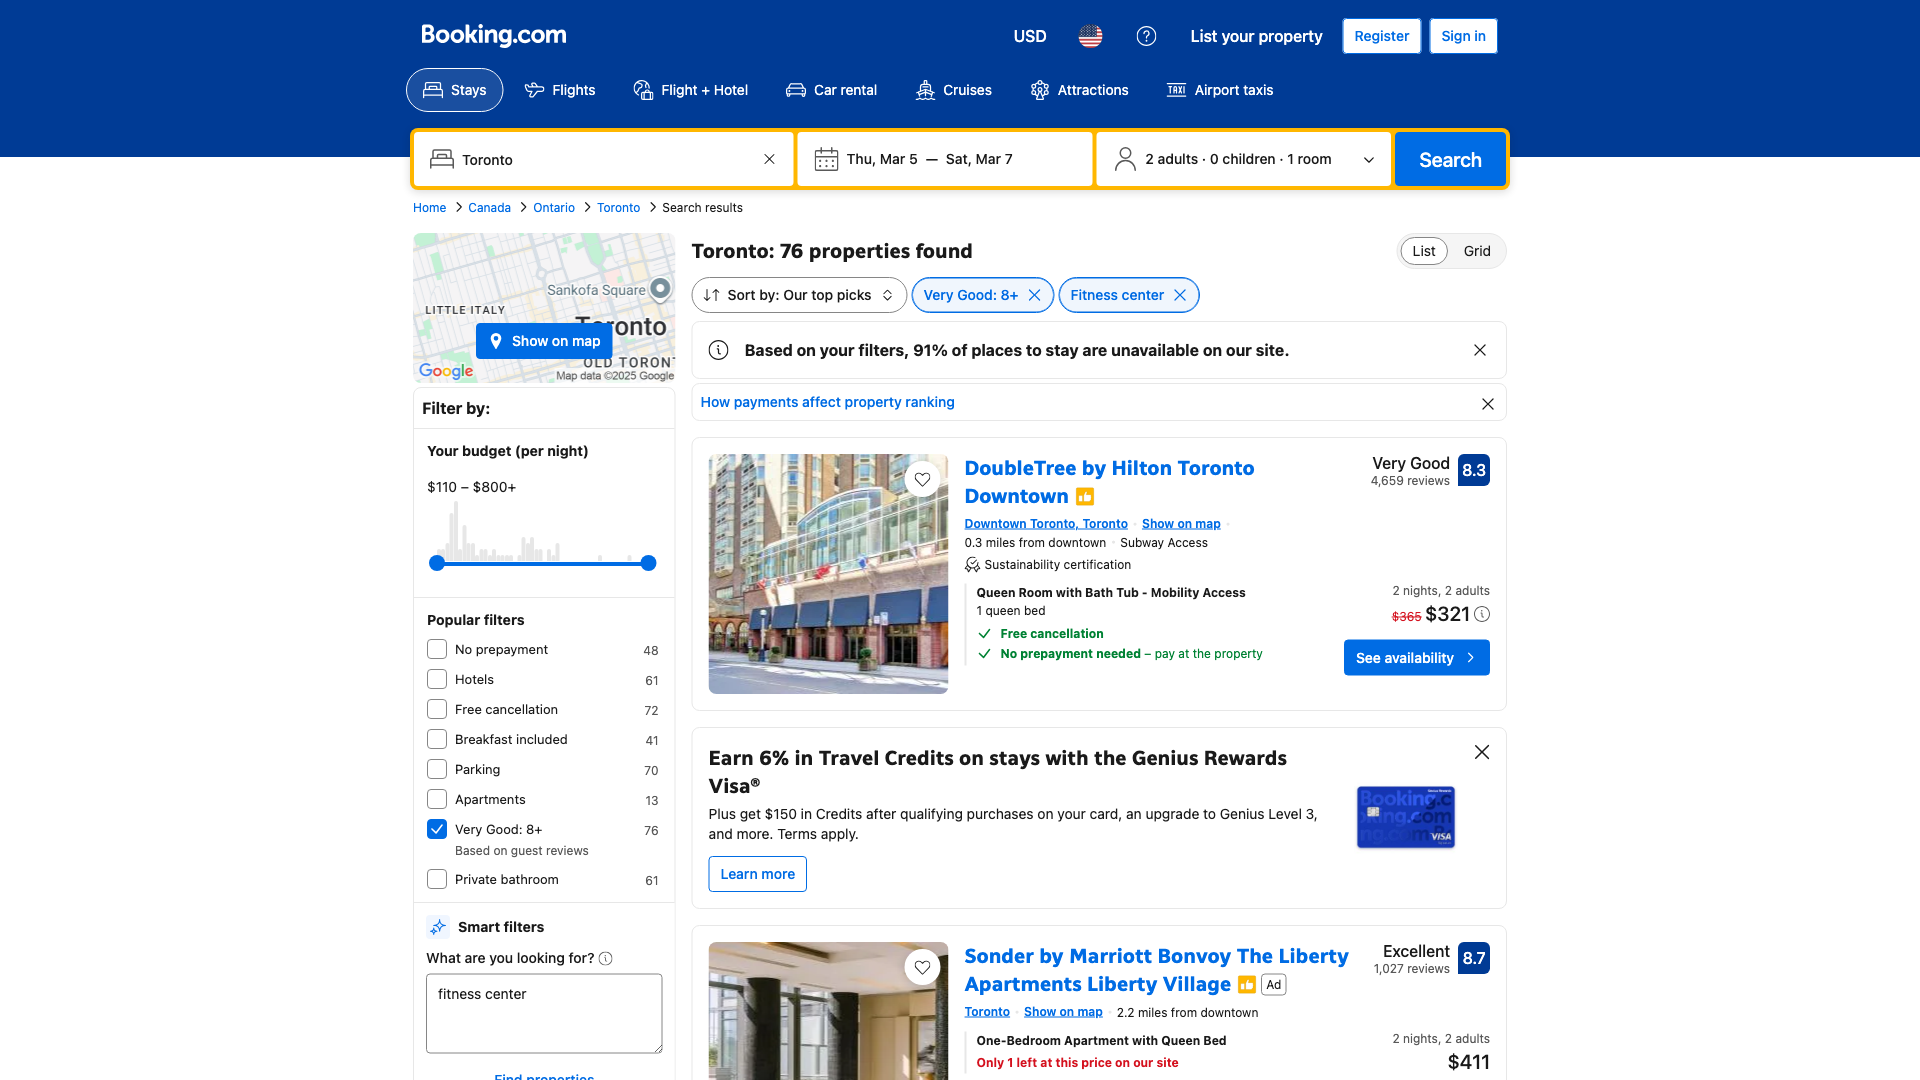 Booking.com
USD
List your property
Register
Sign in
Stays
Flights
Flight + Hotel
Car rental
Cruises
Attractions
TAXI
Airport taxis
Toronto
Thu, Mar 5 — Sat, Mar 7
2 adults · 0 children · 1 room
Search
Home
Canada
Ontario
Toronto
Search results
Sankofa Square
LITTLE ITALY
Toronto
Show on map
OLD TORONT
Google
Map data ©2025 Google
Filter by:
Your budget (per night)
$110 – $800+
Popular filters
No prepayment 48
Hotels 61
Free cancellation 72
Breakfast included 41
Parking 70
Apartments 13
Very Good: 8+ 76
Based on guest reviews
Private bathroom 61
Smart filters
What are you looking for?
fitness center
Find properties
Toronto: 76 properties found
List
Grid
Sort by: Our top picks
Very Good: 8+
Fitness center
Based on your filters, 91% of places to stay are unavailable on our site.
How payments affect property ranking
DoubleTree by Hilton Toronto
Downtown
Very Good
4,659 reviews
8.3
Downtown Toronto, Toronto
Show on map
0.3 miles from downtown
Subway Access
Sustainability certification
Queen Room with Bath Tub - Mobility Access
1 queen bed
Free cancellation
No prepayment needed – pay at the property
2 nights, 2 adults
$365 $321
See availability
Earn 6% in Travel Credits on stays with the Genius Rewards
Visa®
Plus get $150 in Credits after qualifying purchases on your card, an upgrade to Genius Level 3,
and more. Terms apply.
Learn more
VISA
Sonder by Marriott Bonvoy The Liberty
Apartments Liberty Village
Ad
Excellent
1,027 reviews
8.7
Toronto
Show on map
2.2 miles from downtown
One-Bedroom Apartment with Queen Bed
Only 1 left at this price on our site
2 nights, 2 adults
$411